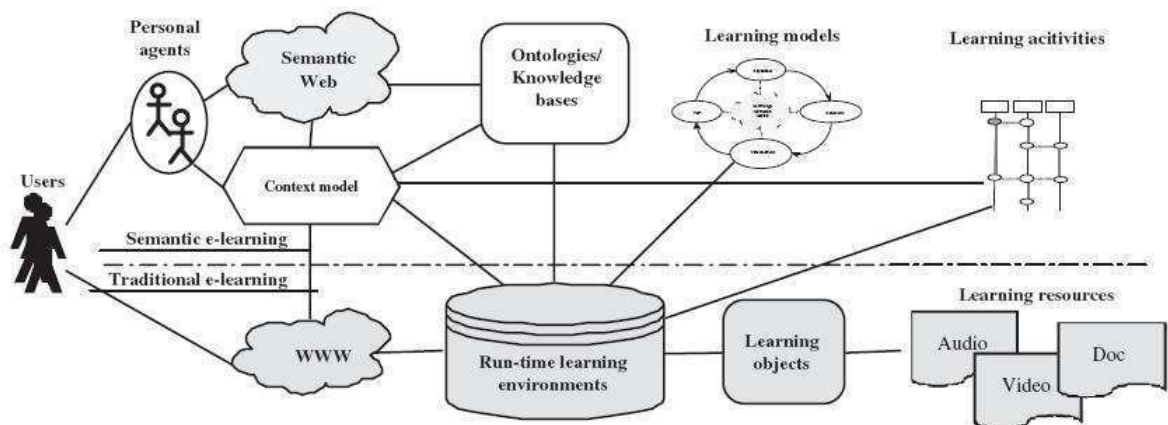 Personal
agents
Semantic
Web
Ontologies/
Knowledge
bases
Learning models
Learning acitivities
Users
Context model
Semantic e-learning
Traditional e-learning
WWW
Run-time learning
environments
Learning
objects
Learning resources
Audio
Video
Doc